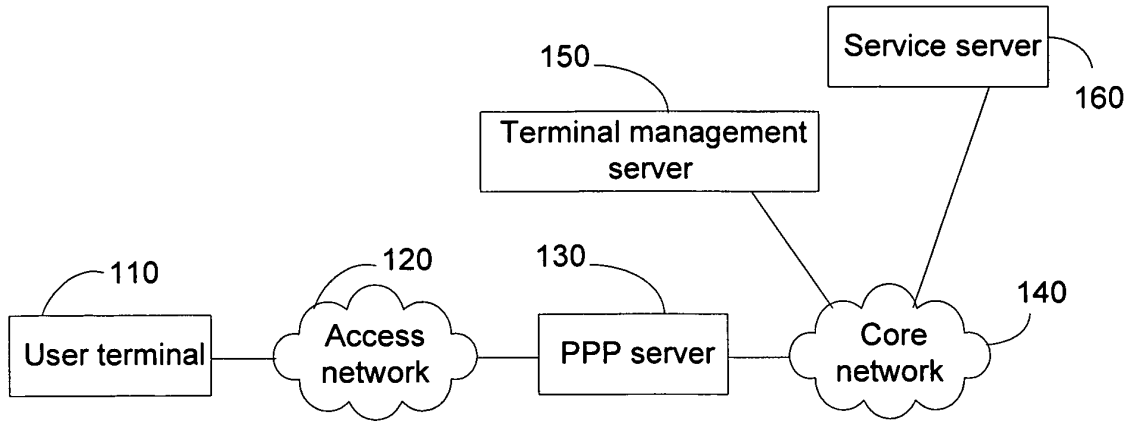 Service server
160
150
Terminal management
server
110
User terminal
120
Access
network
130
PPP server
140
Core
network